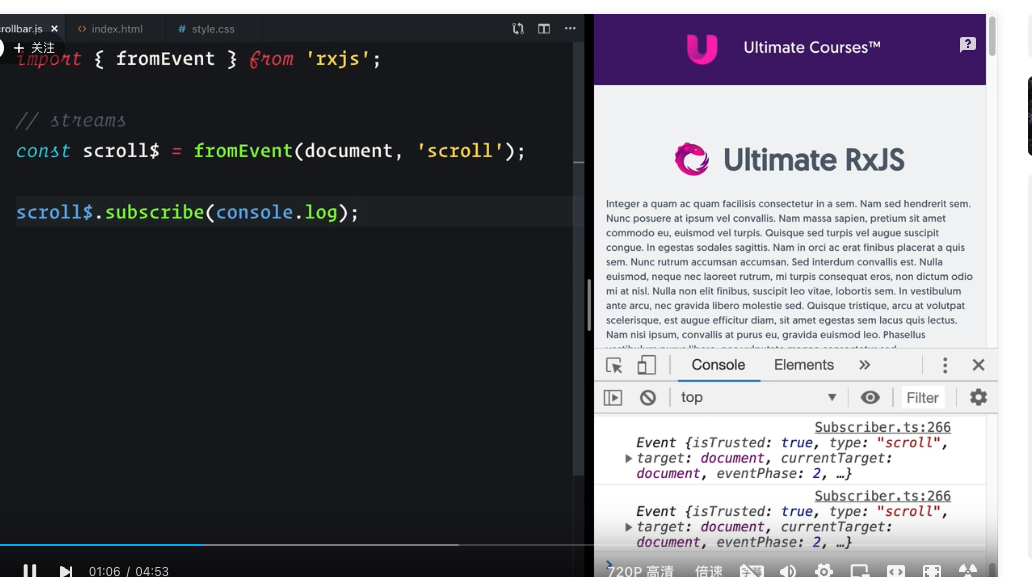 rollbar.js × <> index.html # style.css
+ 关注
import { fromEvent } from 'rxjs';
// streams
const scroll$ = fromEvent(document, 'scroll');
scroll$.subscribe(console.log);
Ultimate Courses™
Ultimate RxJS
Integer a quam ac quam facilisis consectetur in a sem. Nam sed hendrerit sem.
Nunc posuere at ipsum vel convallis. Nam massa sapien, pretium sit amet
commodo eu, euismod vel turpis. Quisque sed turpis vel augue suscipit
congue. In egestas sodales sagittis. Nam in orci ac erat finibus placerat a quis
sem. Nunc rutrum accumsan accumsan. Sed interdum convallis est. Nulla
euismod, neque nec laoreet rutrum, mi turpis consequat eros, non dictum odio
mi at nisl. Nulla non elit finibus, suscipit leo vitae, lobortis sem. In vestibulum
ante arcu, nec gravida libero molestie sed. Quisque tristique, arcu at volutpat
scelerisque, est augue efficitur diam, sit amet egestas sem lacus quis lectus.
Nam nisi ipsum, convallis at purus eu, gravida euismod leo. Phasellus
Console Elements »
top Filter
Subscriber.ts:266
Event {isTrusted: true, type: "scroll",
target: document, currentTarget:
document, eventPhase: 2, …}
Subscriber.ts:266
Event {isTrusted: true, type: "scroll",
target: document, currentTarget:
document, eventPhase: 2, …}
01:06 / 04:53 720P 高清 倍速